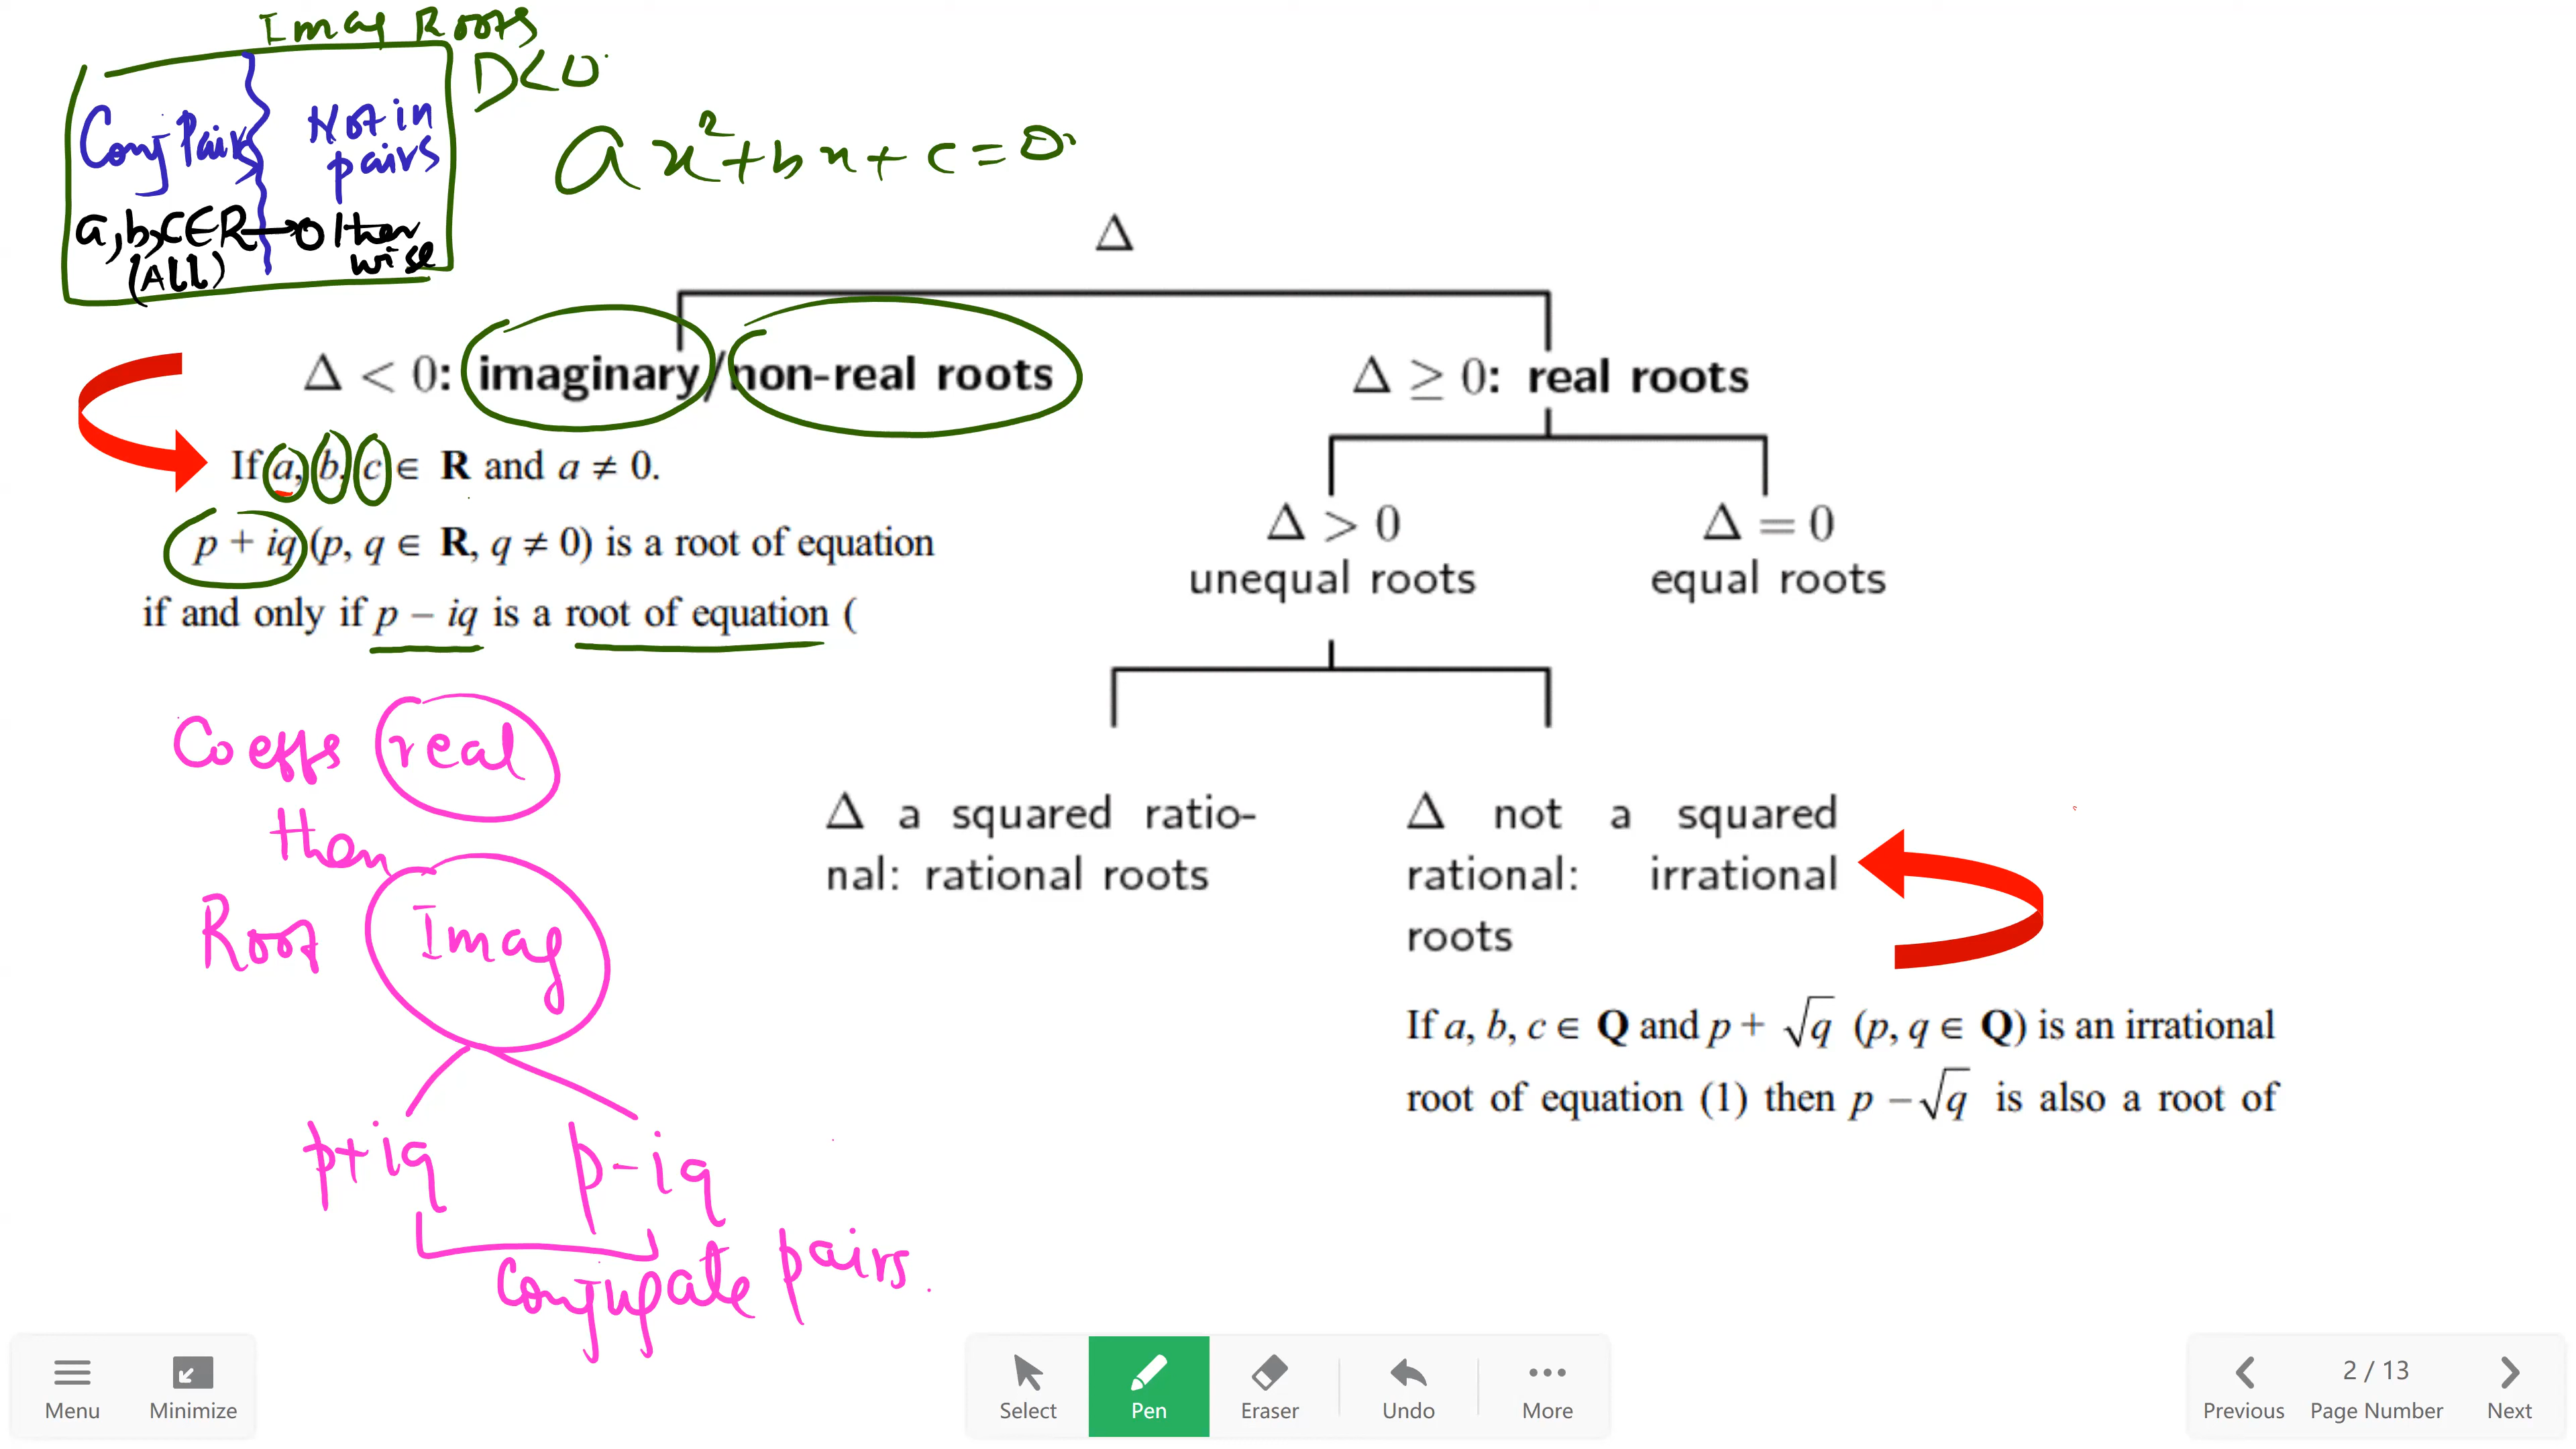 Imag Roots
D<0
Conj Pairs
Not in
pairs
a,b,c∈R → Other
wise
(ALL)
ax²+bx+c=0
Δ
Δ < 0: imaginary/non-real roots
Δ ≥ 0: real roots
If a, b, c ∈ R and a ≠ 0.
p + iq (p, q ∈ R, q ≠ 0) is a root of equation
if and only if p − iq is a root of equation (
Δ > 0
unequal roots
Δ = 0
equal roots
Coeffs real
then
Root Imag
p+iq p-iq
Conjugate pairs.
Δ a squared ratio-
nal: rational roots
Δ not a squared
rational: irrational
roots
If a, b, c ∈ Q and p + √q (p, q ∈ Q) is an irrational
root of equation (1) then p − √q is also a root of
Menu
Minimize
Select
Pen
Eraser
Undo
More
Previous
2 / 13
Page Number
Next